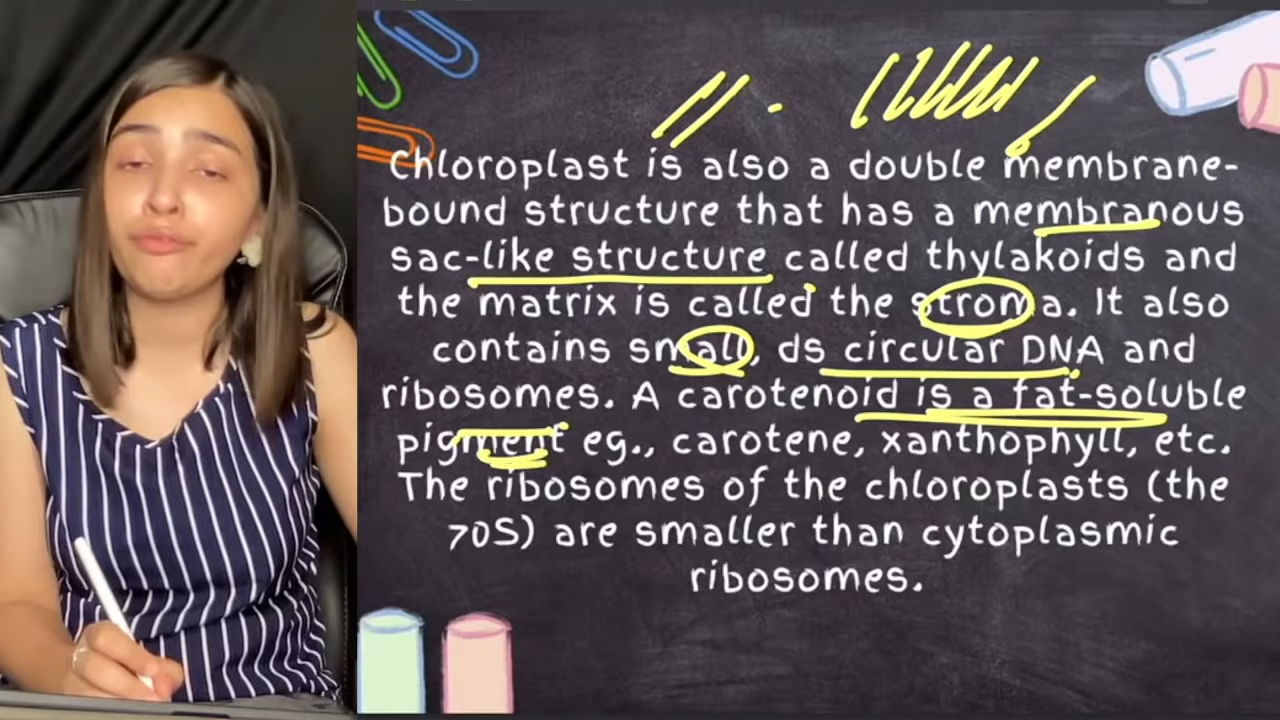 Chloroplast is also a double membrane-
bound structure that has a membranous
sac-like structure called thylakoids and
the matrix is called the stroma. It also
contains small, ds circular DNA and
ribosomes. A carotenoid is a fat-soluble
pigment eg., carotene, xanthophyll, etc.
The ribosomes of the chloroplasts (the
70S) are smaller than cytoplasmic
ribosomes.